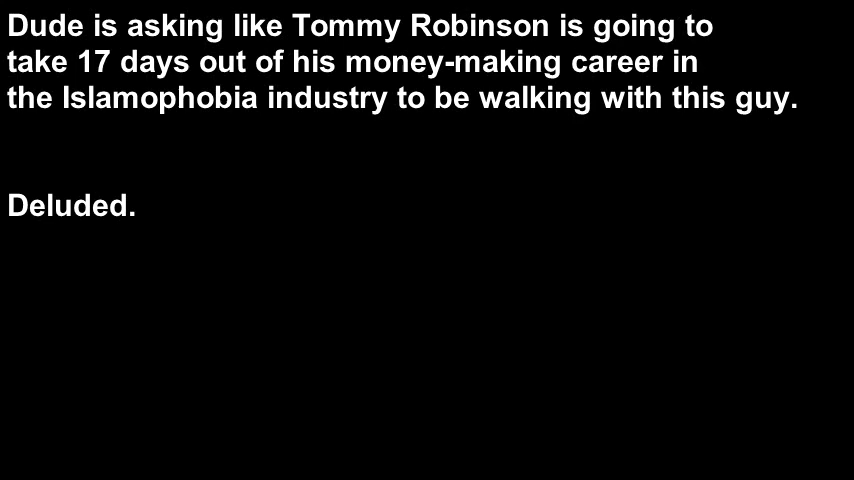 Dude is asking like Tommy Robinson is going to
take 17 days out of his money-making career in
the Islamophobia industry to be walking with this guy.
Deluded.